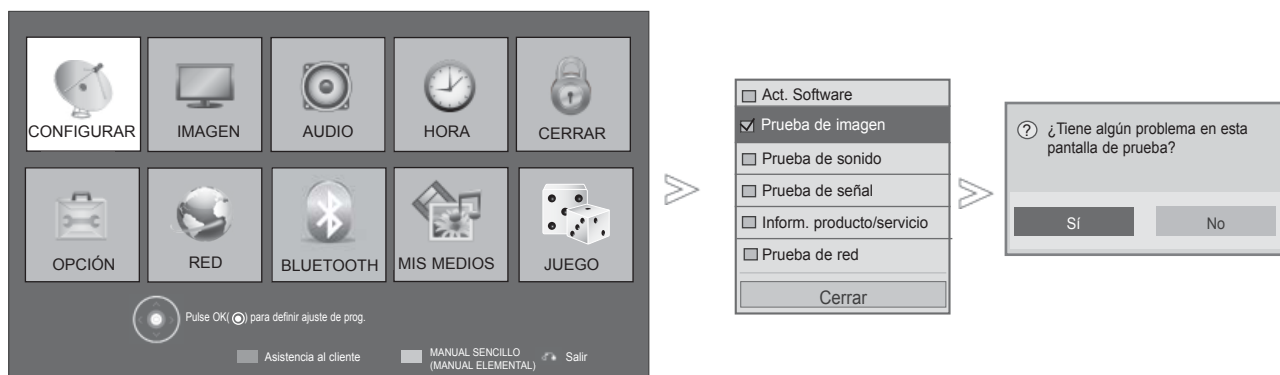 CONFIGURAR
IMAGEN
AUDIO
HORA
CERRAR
OPCIÓN
RED
BLUETOOTH
MIS MEDIOS
JUEGO
Pulse OK( ) para definir ajuste de prog.
Asistencia al cliente
MANUAL SENCILLO
(MANUAL ELEMENTAL)
Salir
Act. Software
Prueba de imagen
Prueba de sonido
Prueba de señal
Inform. producto/servicio
Prueba de red
Cerrar
? ¿Tiene algún problema en esta
pantalla de prueba?
Sí
No